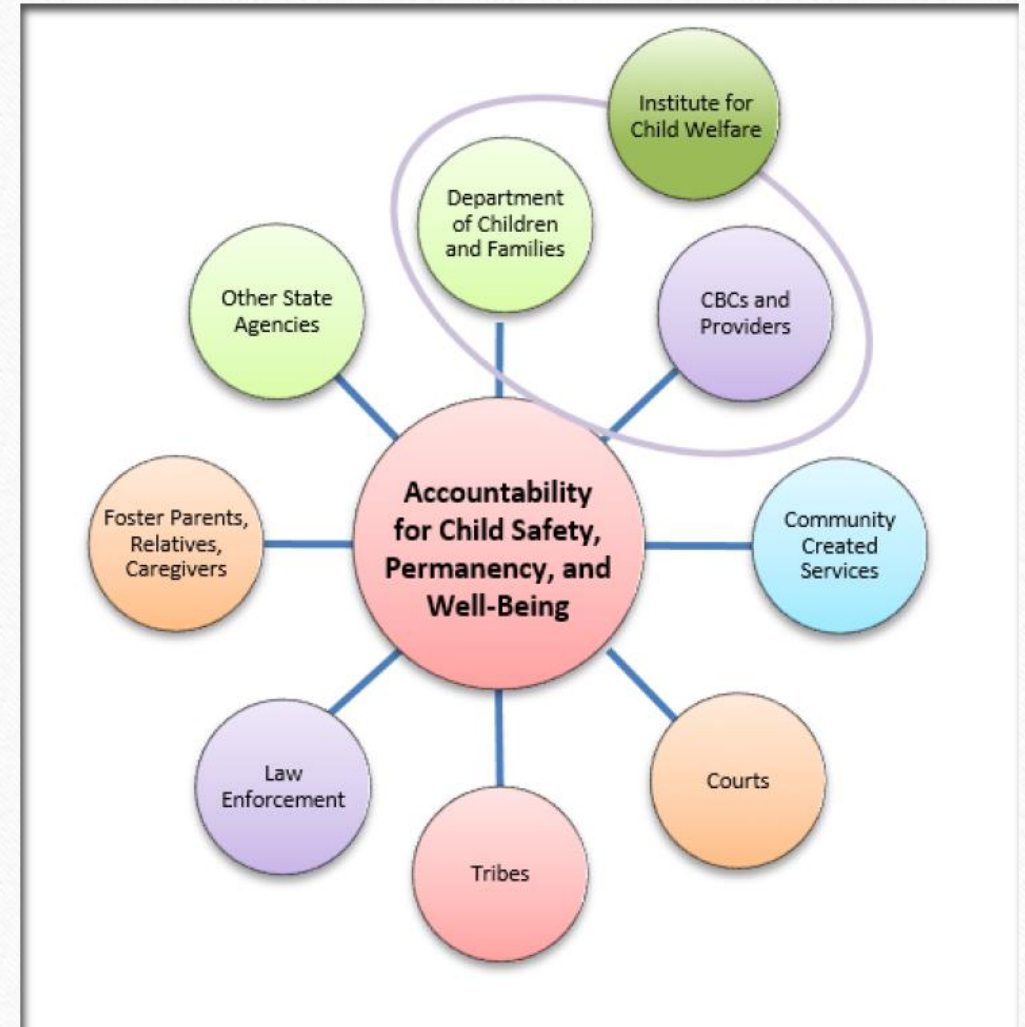 Institute for
Child Welfare
Department
of Children
and Families
CBCs and
Providers
Other State
Agencies
Accountability
for Child Safety,
Permanency, and
Well-Being
Foster Parents,
Relatives,
Caregivers
Community
Created
Services
Law
Enforcement
Courts
Tribes